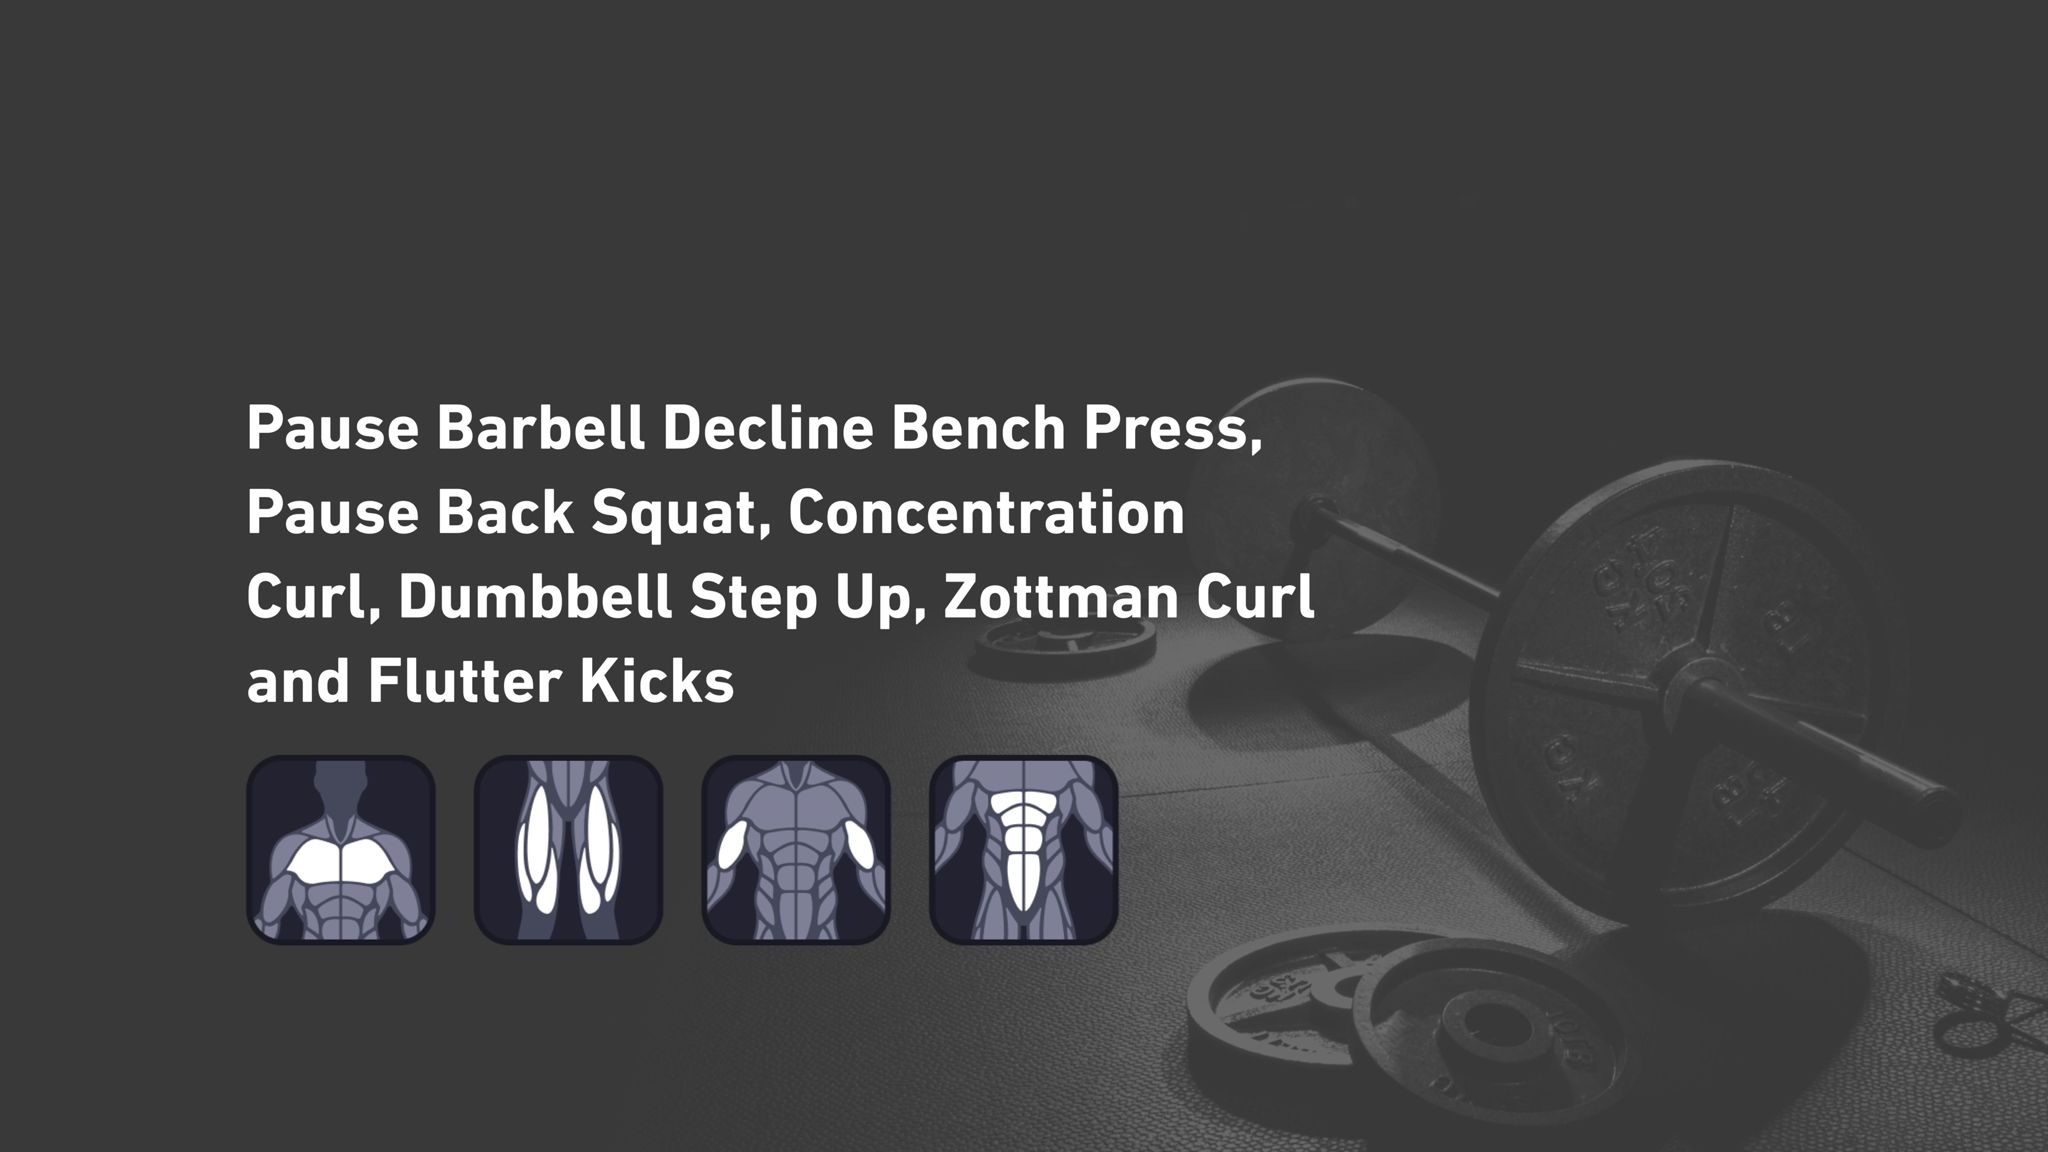 Pause Barbell Decline Bench Press,
Pause Back Squat, Concentration
Curl, Dumbbell Step Up, Zottman Curl
and Flutter Kicks